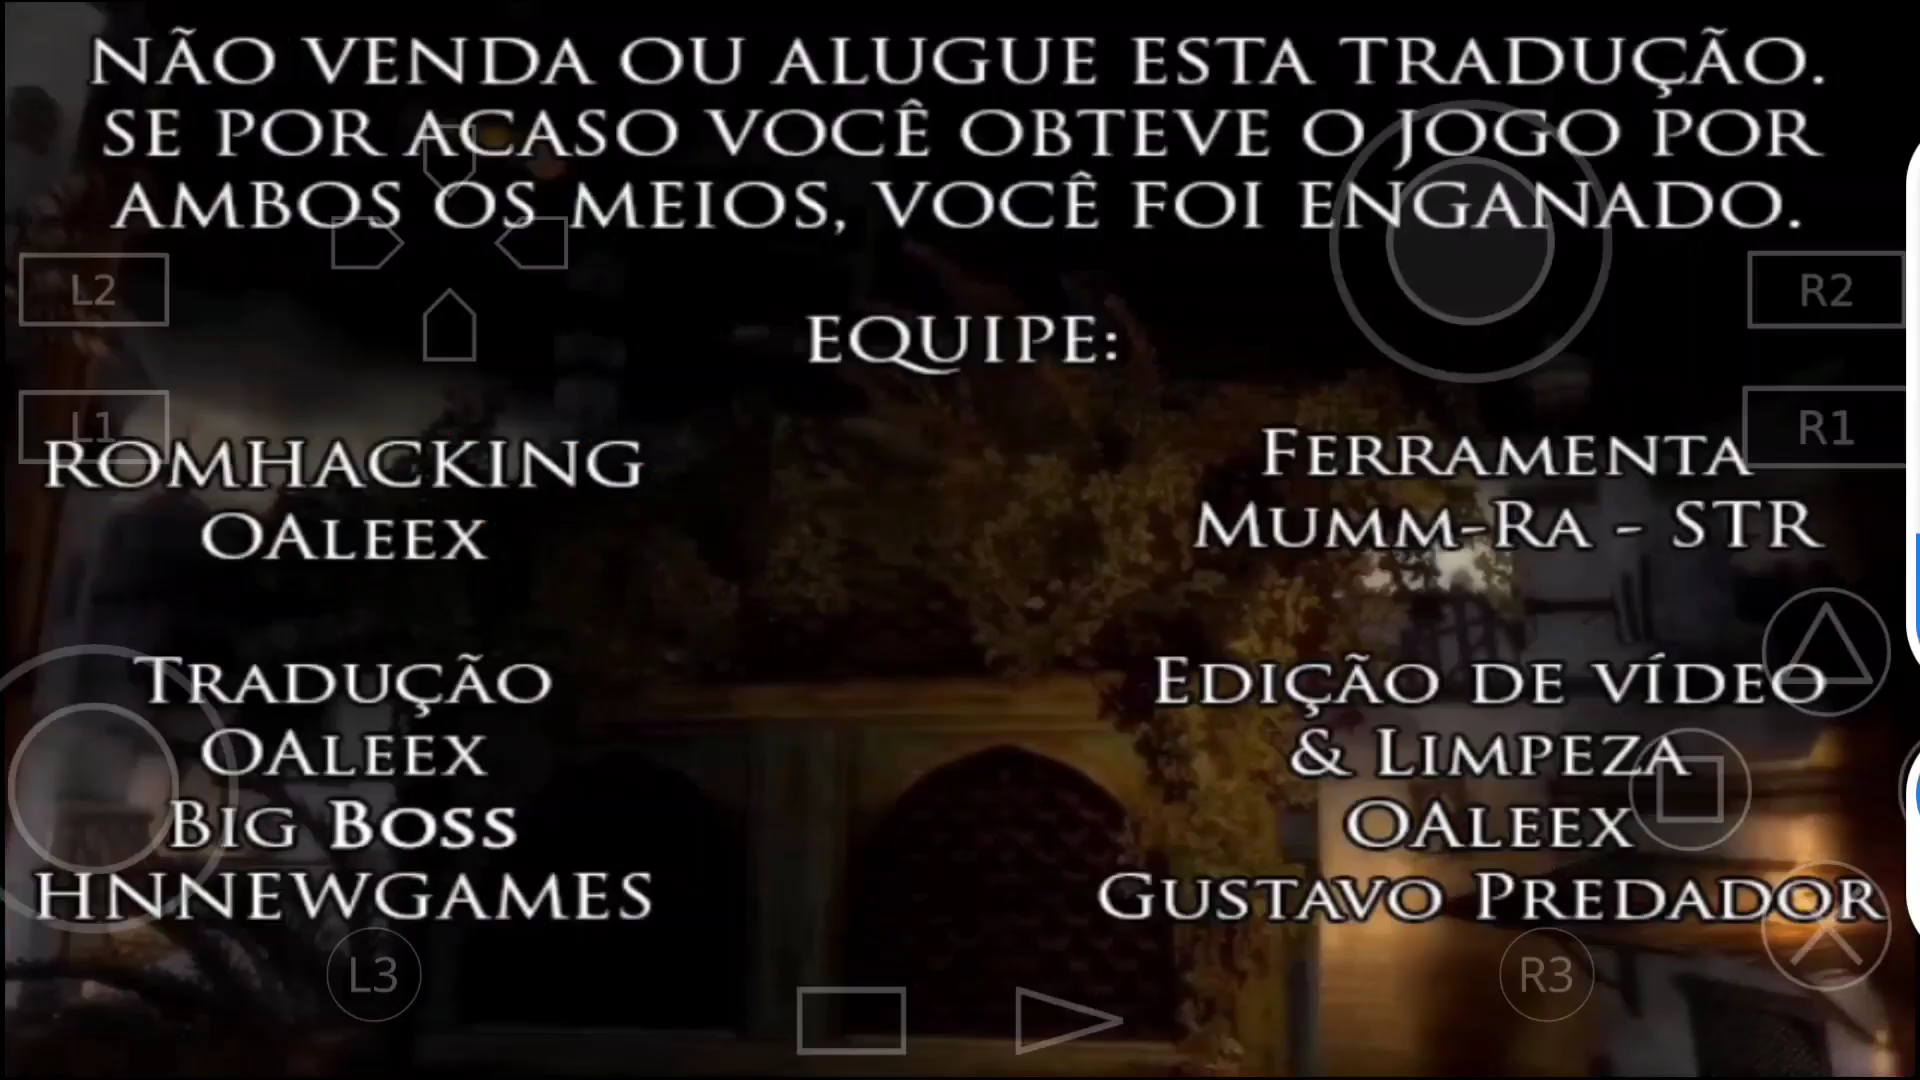 NÃO VENDA OU ALUGUE ESTA TRADUÇÃO.
SE POR ACASO VOCÊ OBTEVE O JOGO POR
AMBOS OS MEIOS, VOCÊ FOI ENGANADO.
L2
R2
EQUIPE:
L1
R1
ROMHACKING
OALEEX
FERRAMENTA
MUMM-RA - STR
TRADUÇÃO
OALEEX
BIG BOSS
HNNEWGAMES
EDIÇÃO DE VÍDEO
& LIMPEZA
OALEEX
GUSTAVO PREDADOR
L3
R3